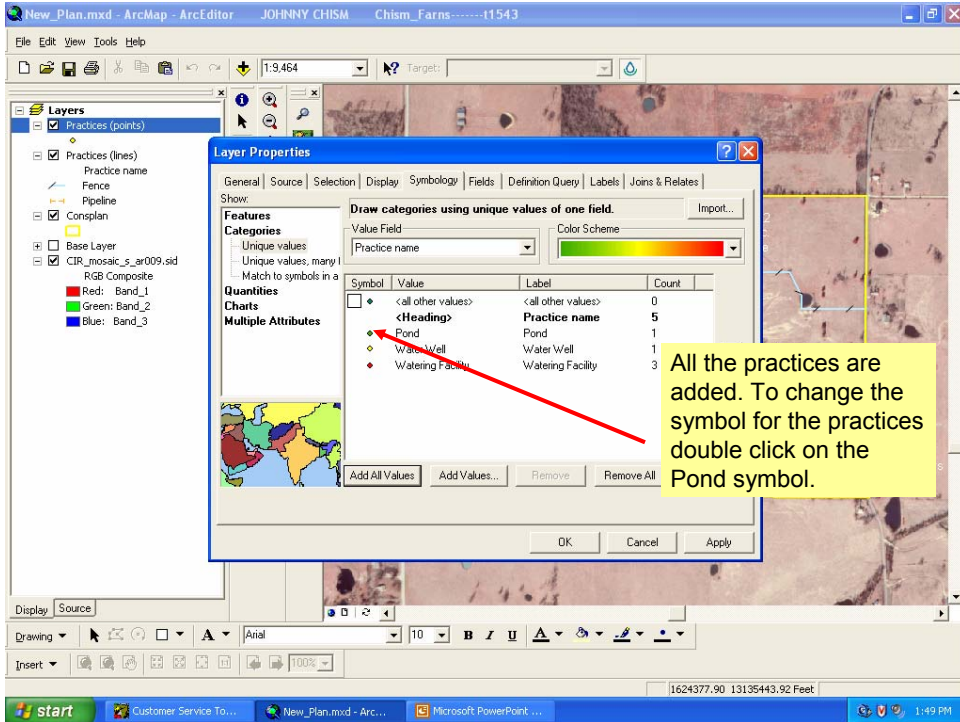 New_Plan.mxd - ArcMap - ArcEditor JOHNNY CHISM Chism_Farns-------t1543
File Edit View Tools Help
1:9,464
Target:
Layers
Practices (points)
Practices (lines)
Practice name
Fence
Pipeline
Consplan
Base Layer
CIR_mosaic_s_ar009.sid
RGB Composite
Red: Band_1
Green: Band_2
Blue: Band_3
Display Source
Layer Properties
General Source Selection Display Symbology Fields Definition Query Labels Joins & Relates
Show:
Features
Categories
Unique values
Unique values, many
Match to symbols in a
Quantities
Charts
Multiple Attributes
Draw categories using unique values of one field.
Import...
Value Field
Practice name
Color Scheme
Symbol Value Label Count
<all other values> <all other values> 0
<Heading> Practice name 5
Pond Pond 1
Water Well Water Well 1
Watering Facility Watering Facility 3
Add All Values Add Values... Remove Remove All
OK Cancel Apply
All the practices are
added. To change the
symbol for the practices
double click on the
Pond symbol.
Drawing A Arial 10 B I U A
Insert 100%
1624377.90 13135443.92 Feet
start Customer Service To... New_Plan.mxd - Arc... Microsoft PowerPoint ... 1:49 PM